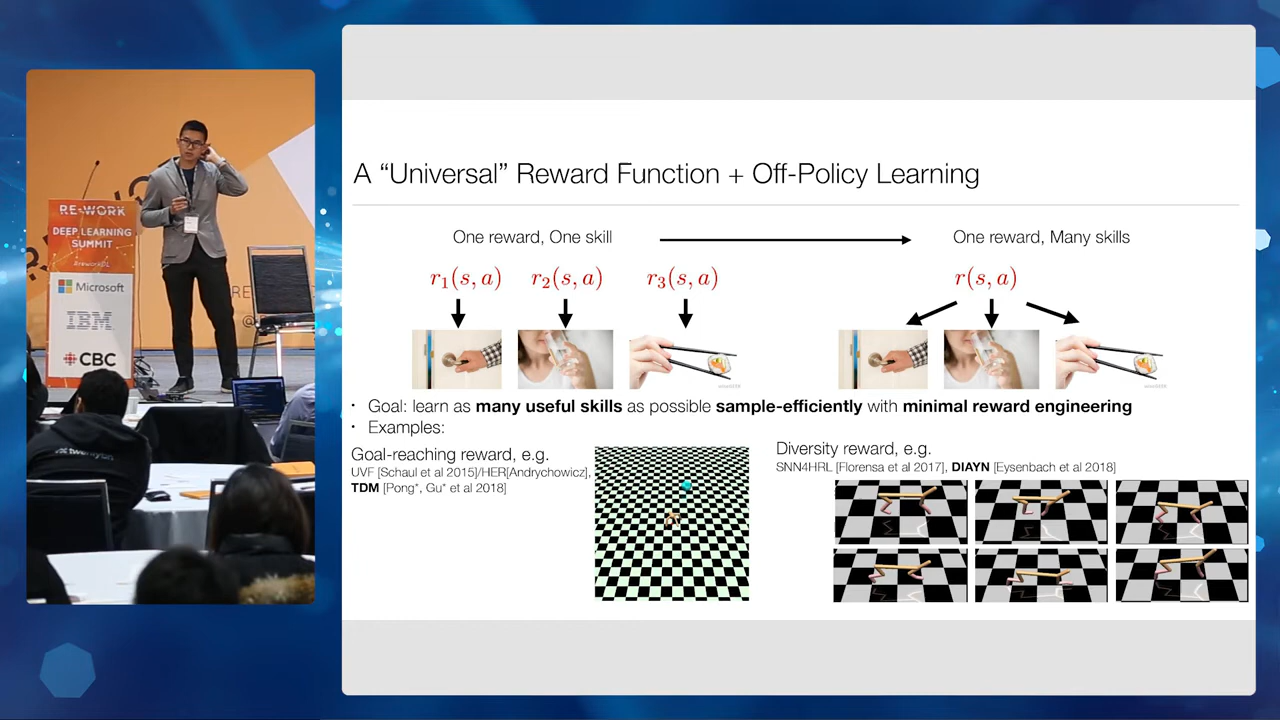 RE•WORK
DEEP LEARNING
SUMMIT
#reworkDL
Microsoft
IBM
CBC
A “Universal” Reward Function + Off-Policy Learning
One reward, One skill
One reward, Many skills
r₁(s, a)
r₂(s, a)
r₃(s, a)
r(s, a)
• Goal: learn as many useful skills as possible sample-efficiently with minimal reward engineering
• Examples:
Goal-reaching reward, e.g.
UVF [Schaul et al 2015]/HER[Andrychowicz],
TDM [Pong*, Gu* et al 2018]
Diversity reward, e.g.
SNN4HRL [Florensa et al 2017], DIAYN [Eysenbach et al 2018]